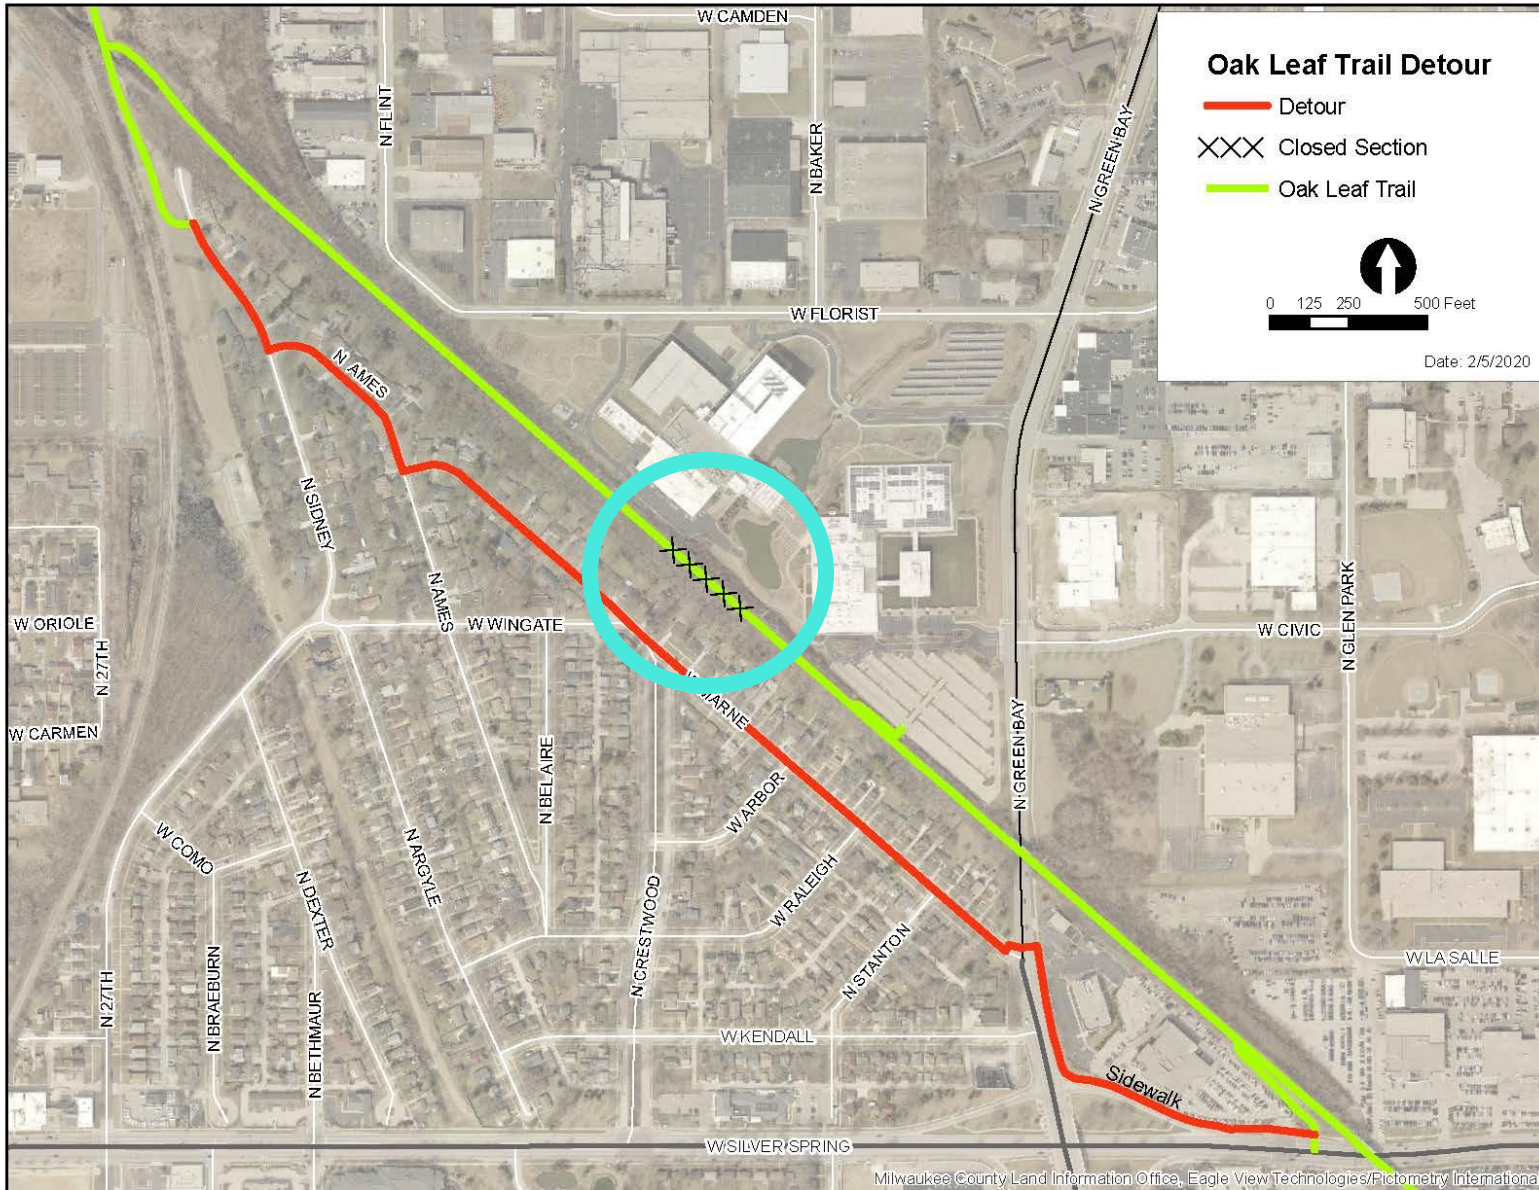 W CAMDEN
Oak Leaf Trail Detour
Detour
Closed Section
Oak Leaf Trail
0 125 250 500 Feet
Date: 2/5/2020
N FLINT
N BAKER
N GREEN BAY
W FLORIST
N AMES
N SIDNEY
N AMES
W WINGATE
W ORIOLE
N 27TH
W CARMEN
W CIVIC
N GLEN PARK
W MARNE
N GREEN BAY
N BELAIRE
W ARBOR
W COMO
N DEXTER
N ARGYLE
W RALEIGH
N CRESTWOOD
N STANTON
W LA SALLE
N 27TH
N BRAEBURN
N BETHMAUR
W KENDALL
Sidewalk
W SILVER SPRING
Milwaukee County Land Information Office, Eagle View Technologies/Pictometry International